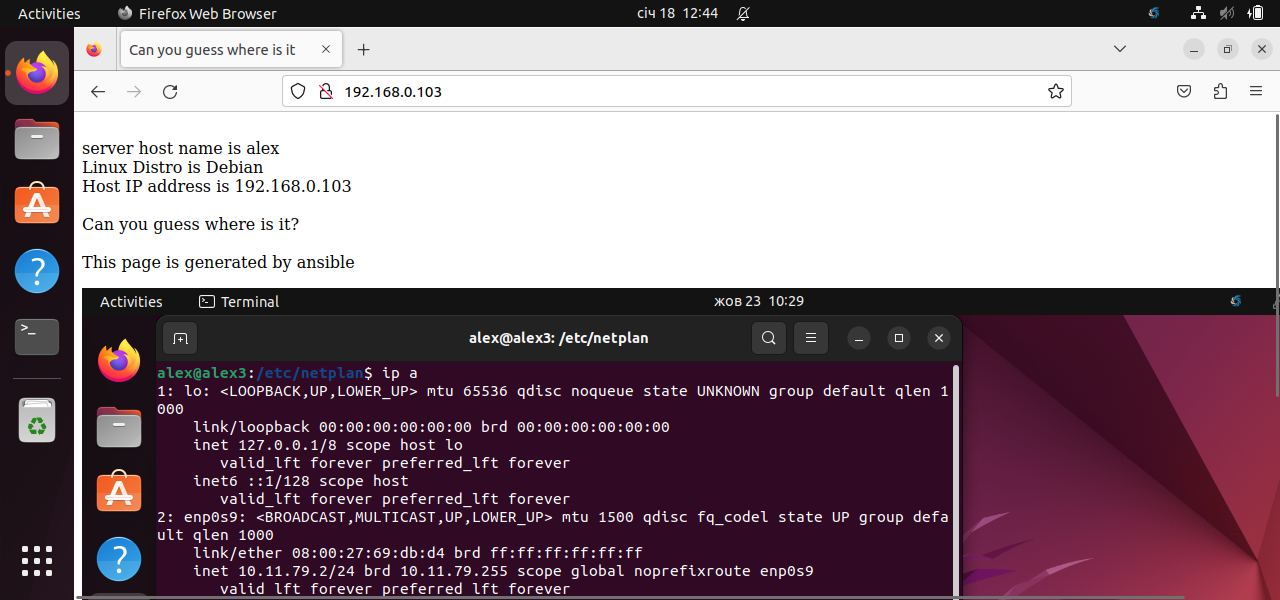 Activities Firefox Web Browser січ 18 12:44
Can you guess where is it
192.168.0.103
server host name is alex
Linux Distro is Debian
Host IP address is 192.168.0.103
Can you guess where is it?
This page is generated by ansible
Activities Terminal жов 23 10:29
alex@alex3: /etc/netplan
alex@alex3:/etc/netplan$ ip a
1: lo: <LOOPBACK,UP,LOWER_UP> mtu 65536 qdisc noqueue state UNKNOWN group default qlen 1
000
link/loopback 00:00:00:00:00:00 brd 00:00:00:00:00:00
inet 127.0.0.1/8 scope host lo
valid_lft forever preferred_lft forever
inet6 ::1/128 scope host
valid_lft forever preferred_lft forever
2: enp0s9: <BROADCAST,MULTICAST,UP,LOWER_UP> mtu 1500 qdisc fq_codel state UP group defa
ult qlen 1000
link/ether 08:00:27:69:db:d4 brd ff:ff:ff:ff:ff:ff
inet 10.11.79.2/24 brd 10.11.79.255 scope global noprefixroute enp0s9
valid_lft forever preferred_lft forever